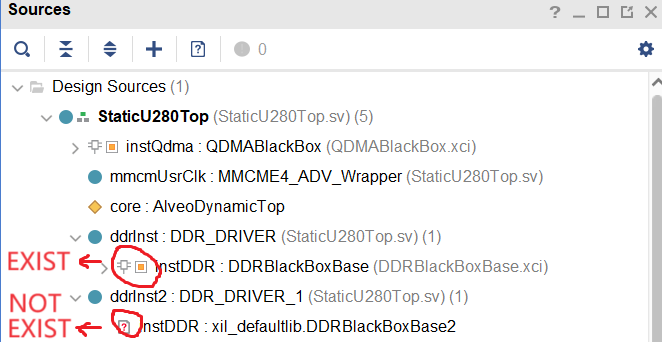 Sources
? _ □ X
0
Design Sources (1)
StaticU280Top (StaticU280Top.sv) (5)
instQdma : QDMABlackBox (QDMABlackBox.xci)
mmcmUsrClk : MMCME4_ADV_Wrapper (StaticU280Top.sv)
core : AlveoDynamicTop
ddrInst : DDR_DRIVER (StaticU280Top.sv) (1)
EXIST instDDR : DDRBlackBoxBase (DDRBlackBoxBase.xci)
NOT ddrInst2 : DDR_DRIVER_1 (StaticU280Top.sv) (1)
EXIST ? instDDR : xil_defaultlib.DDRBlackBoxBase2